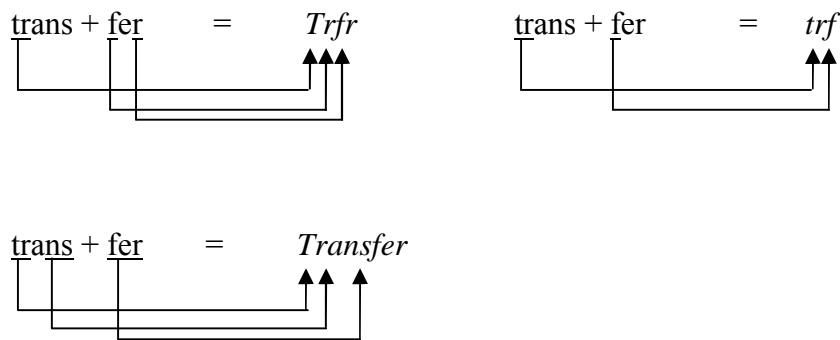 trans + fer = Trfr trans + fer = trf
trans + fer = Transfer